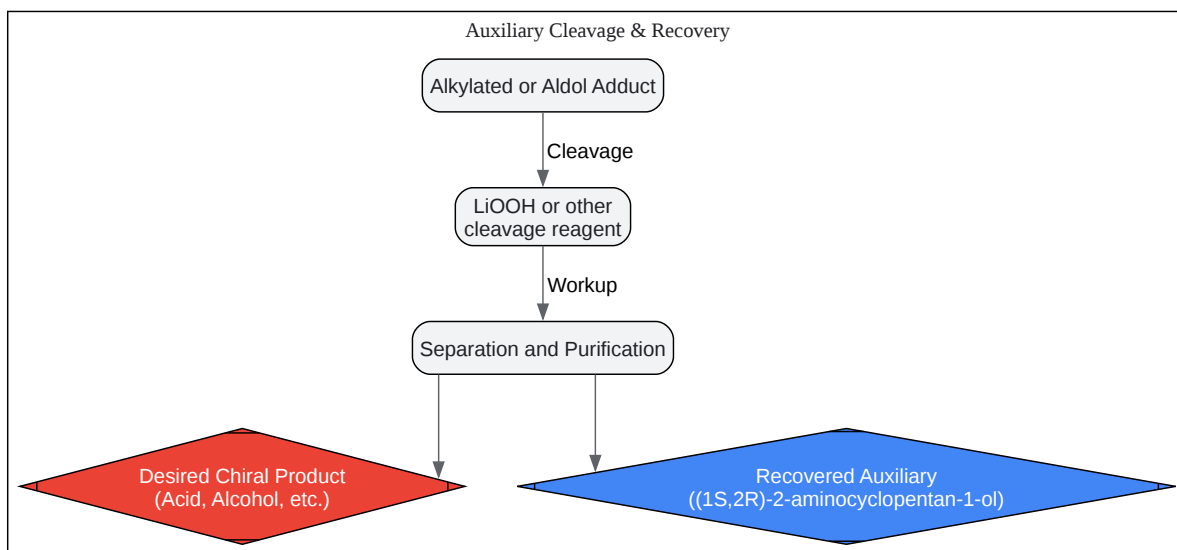 Auxiliary Cleavage & Recovery
Alkylated or Aldol Adduct
Cleavage
LiOOH or other
cleavage reagent
Workup
Separation and Purification
Desired Chiral Product
(Acid, Alcohol, etc.)
Recovered Auxiliary
((1S,2R)-2-aminocyclopentan-1-ol)